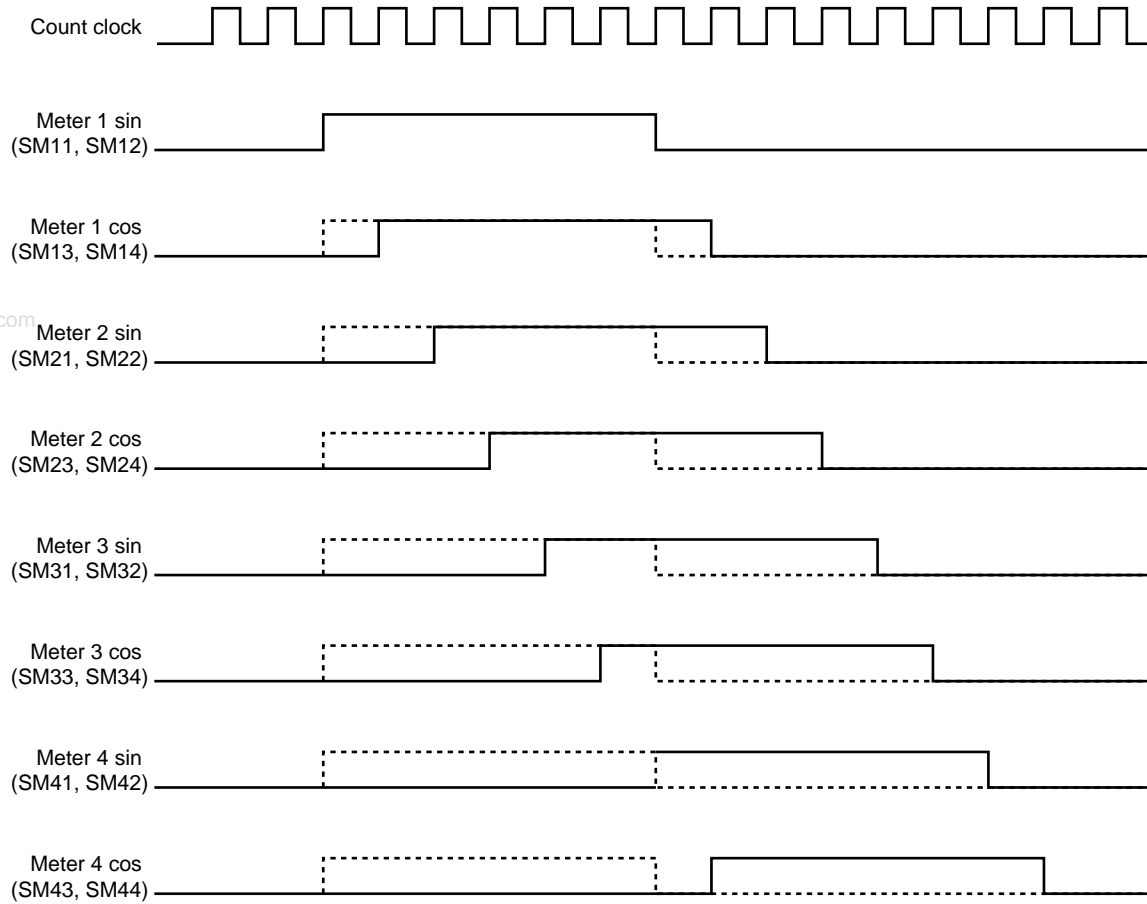 Count clock
Meter 1 sin
(SM11, SM12)
Meter 1 cos
(SM13, SM14)
com
Meter 2 sin
(SM21, SM22)
Meter 2 cos
(SM23, SM24)
Meter 3 sin
(SM31, SM32)
Meter 3 cos
(SM33, SM34)
Meter 4 sin
(SM41, SM42)
Meter 4 cos
(SM43, SM44)